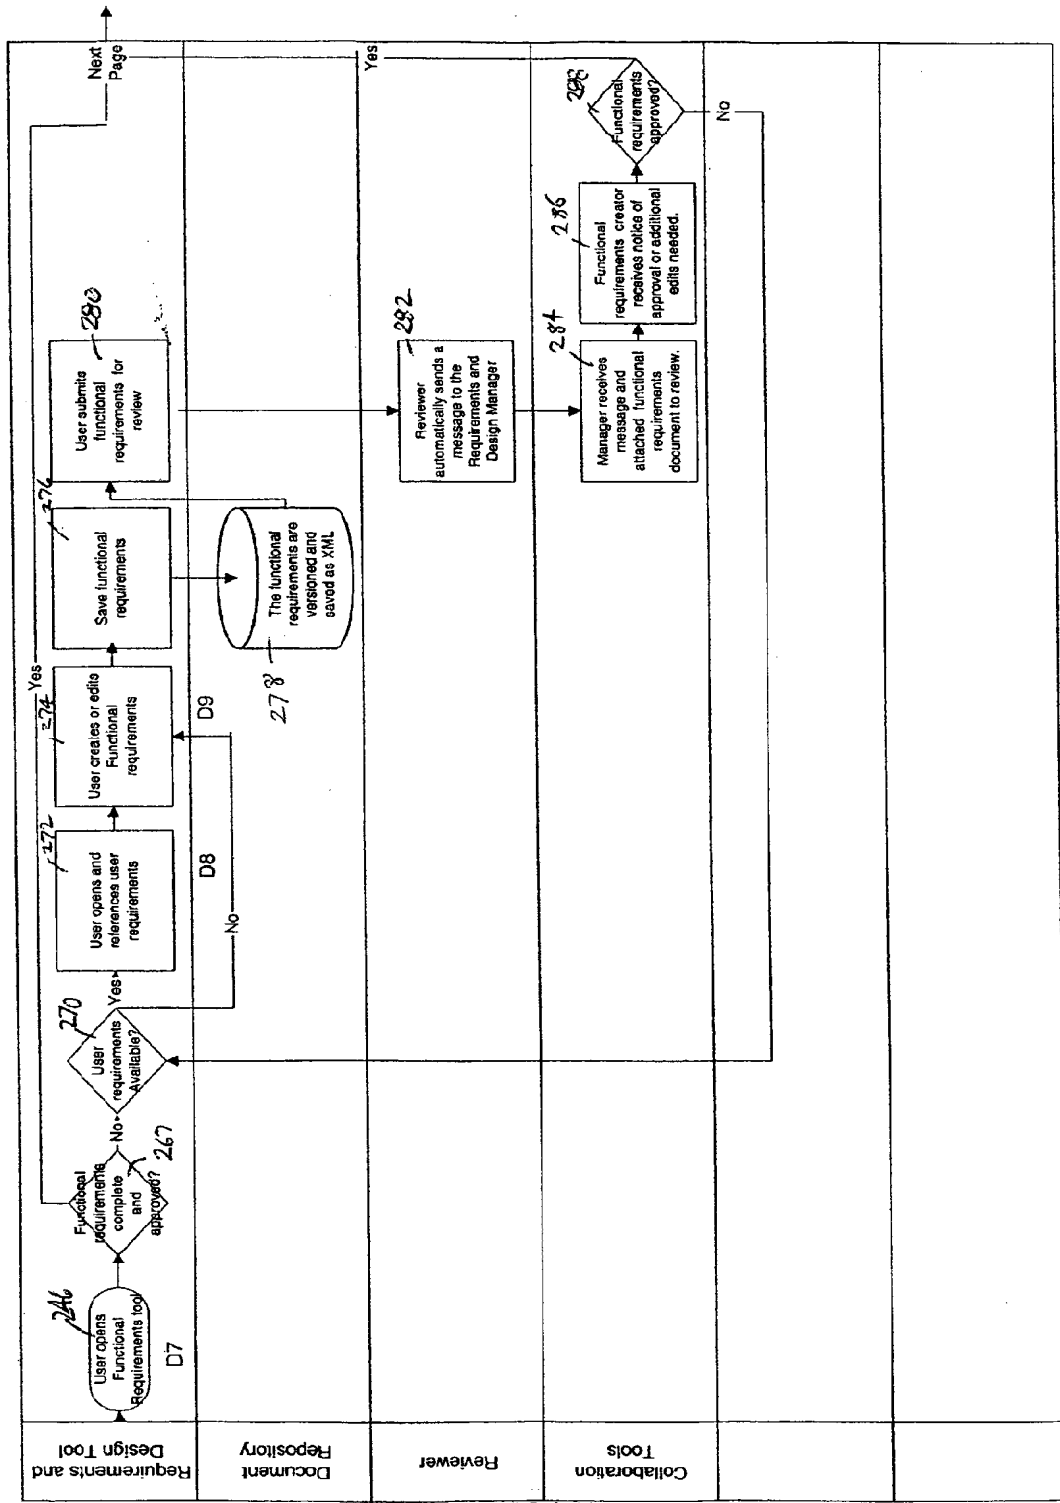 Requirements and
Design Tool
User opens
Functional
Requirements tool
246
D7
Functional
requirements
complete
and
approved?
267
No
Yes
User
requirements
Available?
270
Yes
No
User opens and
references user
requirements
272
D8
User creates or edits
Functional
requirements
274
D9
Save functional
requirements
276
User submits
functional
requirements for
review
280
Next
Page
Document
Repository
The functional
requirements are
versioned and
saved as XML
278
Reviewer
Reviewer
automatically sends a
message to the
Requirements and
Design Manager
282
Yes
Collaboration
Tools
Manager receives
message and
attached functional
requirements
document to review.
284
Functional
requirements creator
receives notice of
approval or additional
edits needed.
286
Functional
requirements
approved?
No